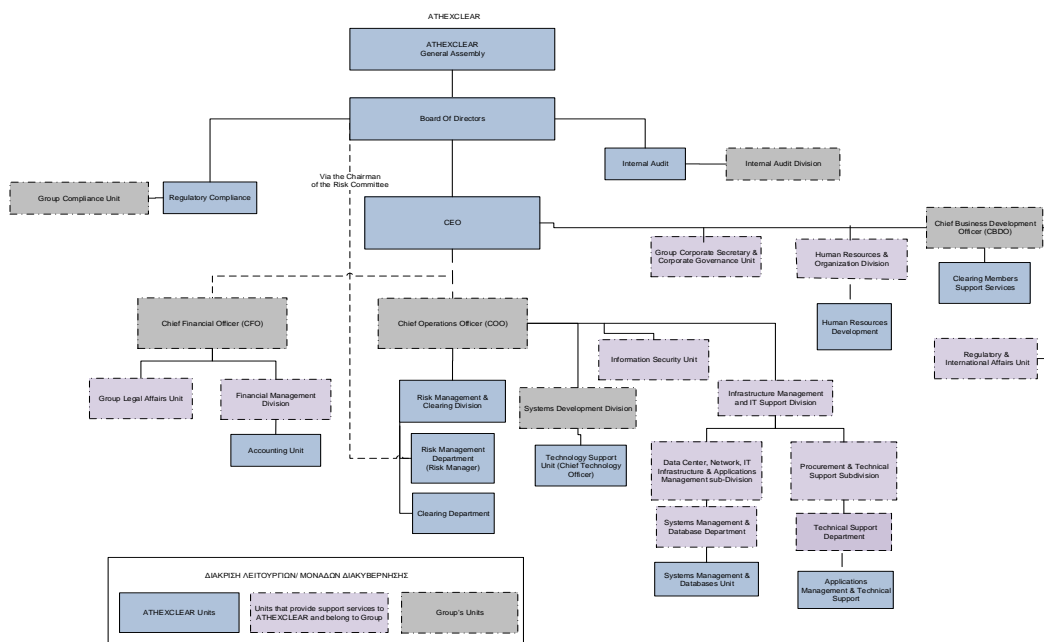 ATHEXCLEAR
ATHEXCLEAR
General Assembly
Board Of Directors
Internal Audit
Internal Audit Division
Via the Chairman
of the Risk Committee
Group Compliance Unit
Regulatory Compliance
CEO
Chief Business Development
Officer (CBDO)
Group Corporate Secretary &
Corporate Governance Unit
Human Resources &
Organization Division
Clearing Members
Support Services
Chief Financial Officer (CFO)
Chief Operations Officer (COO)
Human Resources
Development
Information Security Unit
Regulatory &
International Affairs Unit
Group Legal Affairs Unit
Financial Management
Division
Risk Management &
Clearing Division
Systems Development Division
Infrastructure Management
and IT Support Division
Accounting Unit
Risk Management
Department
(Risk Manager)
Technology Support
Unit (Chief Technology
Officer)
Data Center, Network, IT
Infrastructure & Applications
Management sub-Division
Procurement & Technical
Support Subdivision
Clearing Department
Systems Management &
Database Department
Technical Support
Department
Systems Management &
Databases Unit
Applications
Management & Technical
Support
ΔΙΑΚΡΙΣΗ ΛΕΙΤΟΥΡΓΙΩΝ/ ΜΟΝΑΔΩΝ ΔΙΑΚΥΒΕΡΝΗΣΗΣ
ATHEXCLEAR Units
Units that provide support services to
ATHEXCLEAR and belong to Group
Group's Units